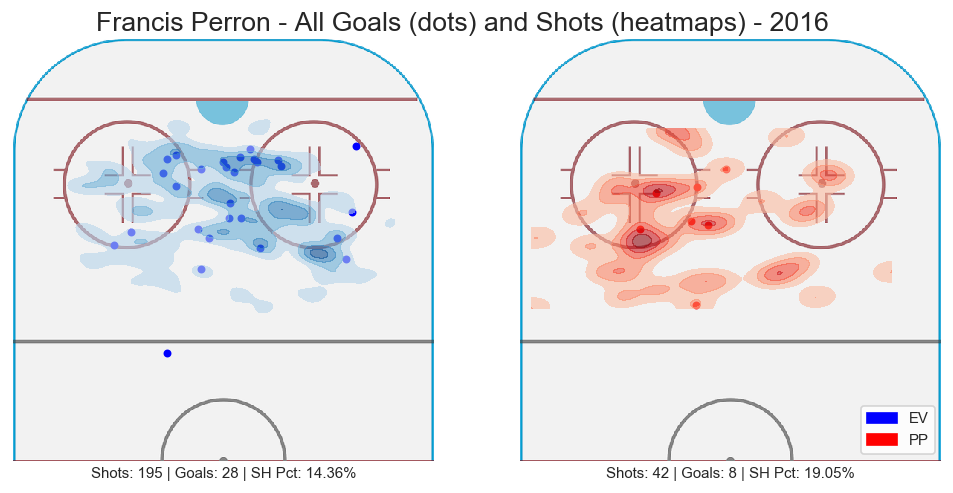 Francis Perron - All Goals (dots) and Shots (heatmaps) - 2016
EV
PP
Shots: 195 | Goals: 28 | SH Pct: 14.36%
Shots: 42 | Goals: 8 | SH Pct: 19.05%